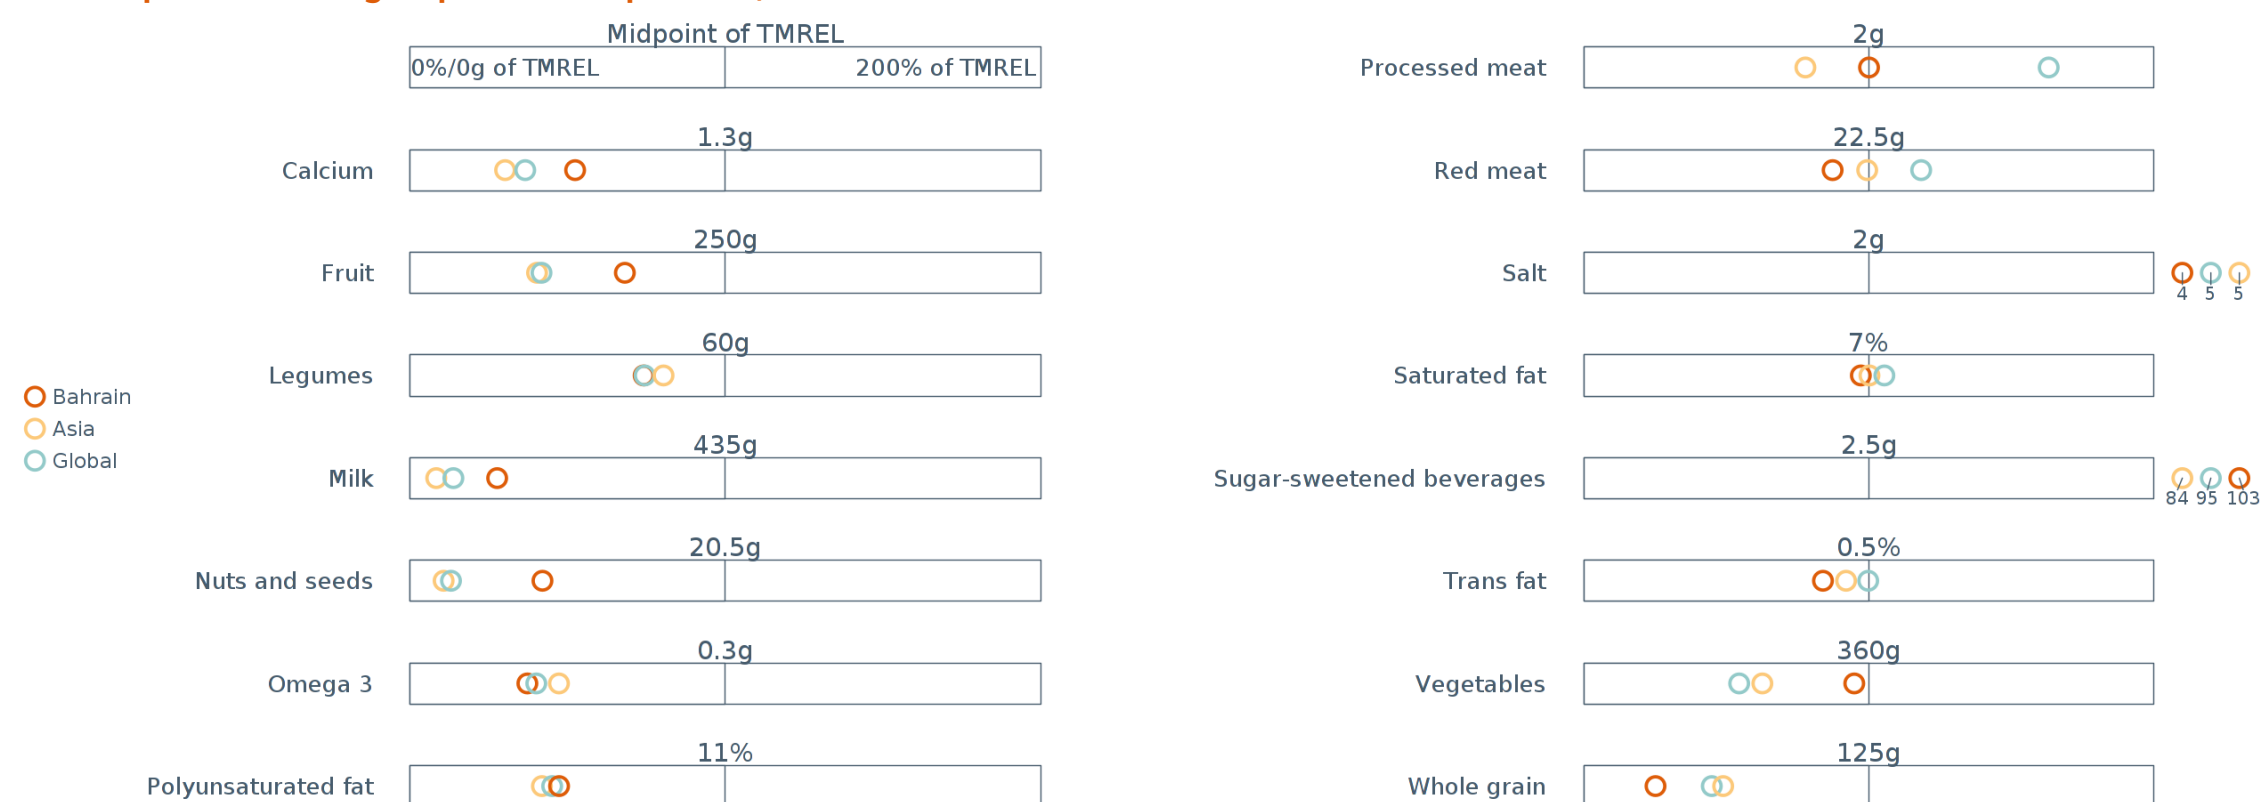 Midpoint of TMREL
0%/0g of TMREL 200% of TMREL
Calcium 1.3g
Fruit 250g
Legumes 60g
Milk 435g
Nuts and seeds 20.5g
Omega 3 0.3g
Polyunsaturated fat 11%
Bahrain
Asia
Global
Processed meat 2g
Red meat 22.5g
Salt 2g
4 5 5
Saturated fat 7%
Sugar-sweetened beverages 2.5g
84 95 103
Trans fat 0.5%
Vegetables 360g
Whole grain 125g